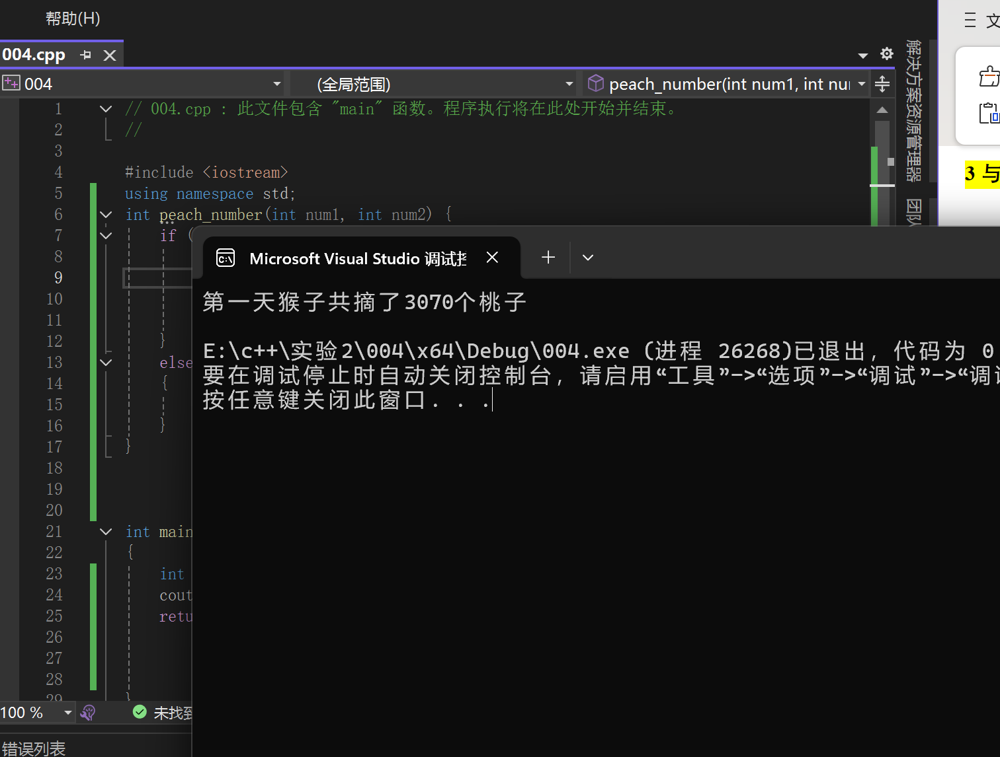 帮助(H)
004.cpp
004
(全局范围)
peach_number(int num1, int nu
解决方案资源管理器
团队
3 与
1 // 004.cpp : 此文件包含 "main" 函数。程序执行将在此处开始并结束。
2 //
3
4 #include <iostream>
5 using namespace std;
6 int peach_number(int num1, int num2) {
7 if (
8
9
10
11
12 }
13 else
14 {
15
16 }
17 }
18
19
20
21 int main
22 {
23 int
24 cout
25 retu
26
27
28
29 }
Microsoft Visual Studio 调试控
第一天猴子共摘了3070个桃子
E:\c++\实验2\004\x64\Debug\004.exe (进程 26268)已退出，代码为 0
要在调试停止时自动关闭控制台，请启用“工具”->“选项”->“调试”->“调试
按任意键关闭此窗口. . .
100 %
未找到
错误列表